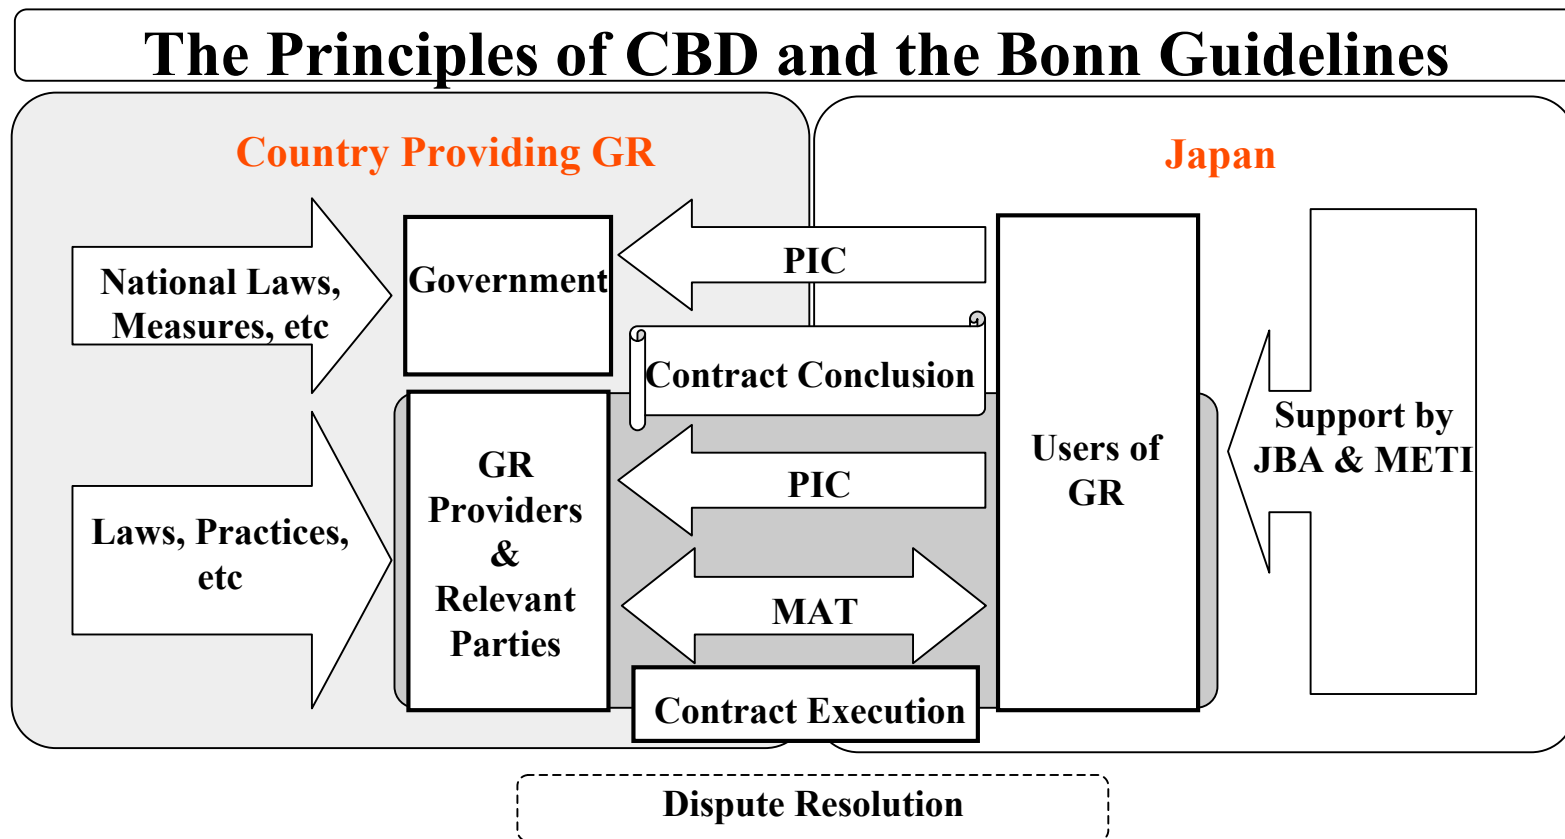 The Principles of CBD and the Bonn Guidelines
Country Providing GR
Japan
National Laws,
Measures, etc
Government
PIC
Contract Conclusion
Laws, Practices,
etc
GR
Providers
&
Relevant
Parties
PIC
MAT
Contract Execution
Users of
GR
Support by
JBA & METI
Dispute Resolution